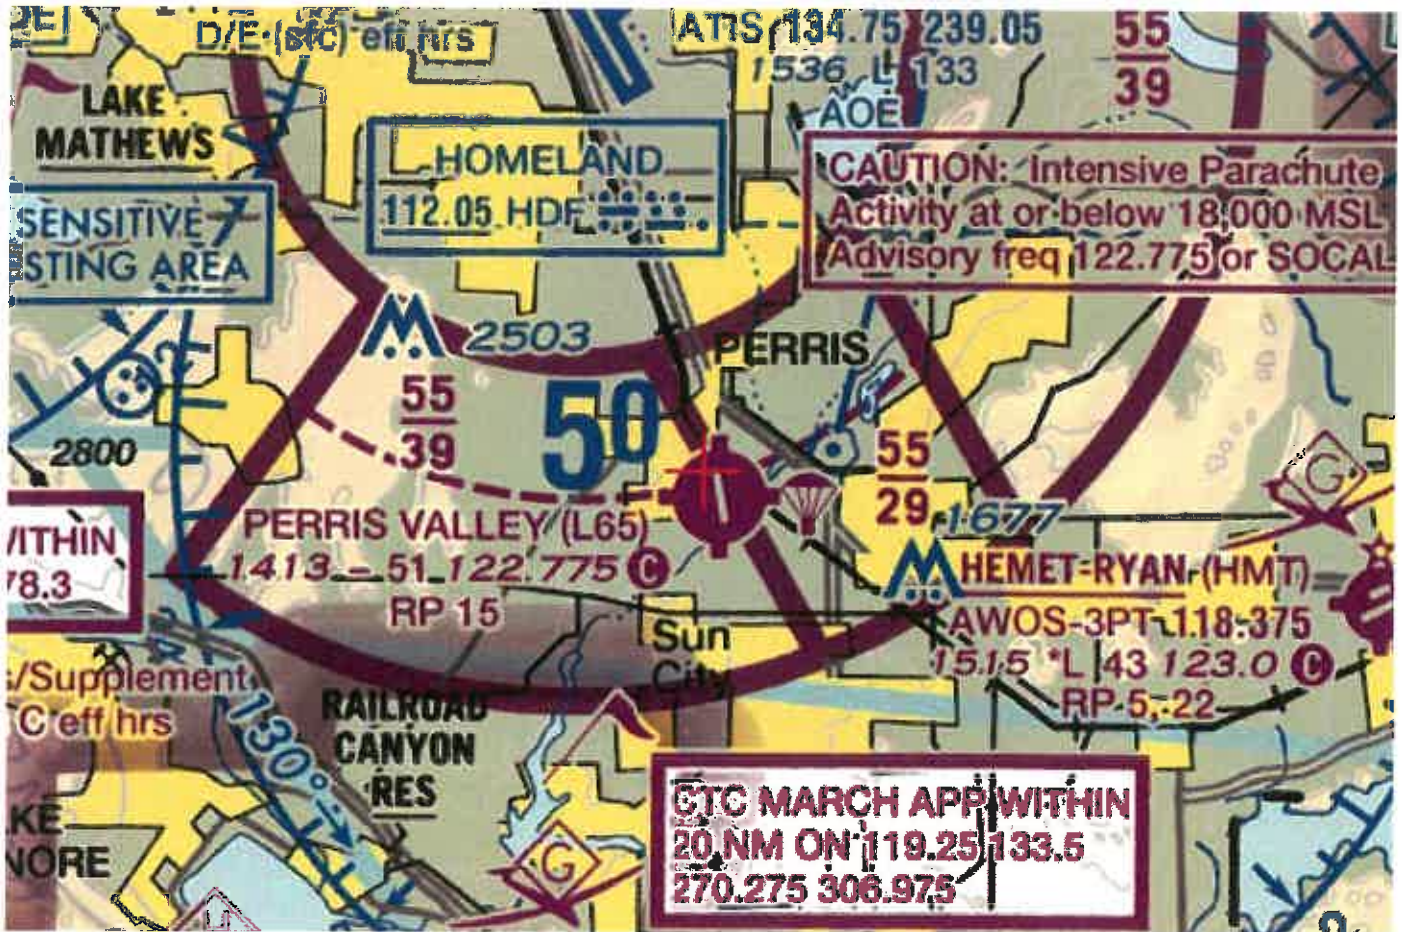 D/E (sfc) eff hrs
ATIS 134.75 239.05
1536 L 133
AOE
55
39
LAKE
MATHEWS
HOMELAND
112.05 HDF
SENSITIVE
STING AREA
CAUTION: Intensive Parachute
Activity at or below 18,000 MSL
Advisory freq 122.775 or SOCAL
2503
PERRIS
55
39
50
2800
55
29
1677
G
PERRIS VALLEY (L65)
1413 – 51 122.775 C
RP 15
WITHIN
78.3
HEMET-RYAN (HMT)
AWOS-3PT 118.375
1515 *L 43 123.0 C
RP 5, 22
Sun
City
s/Supplement
C eff hrs
130°
RAILROAD
CANYON
RES
KE
NORE
G
CTC MARCH APP WITHIN
20 NM ON 119.25 133.5
270.275 306.975